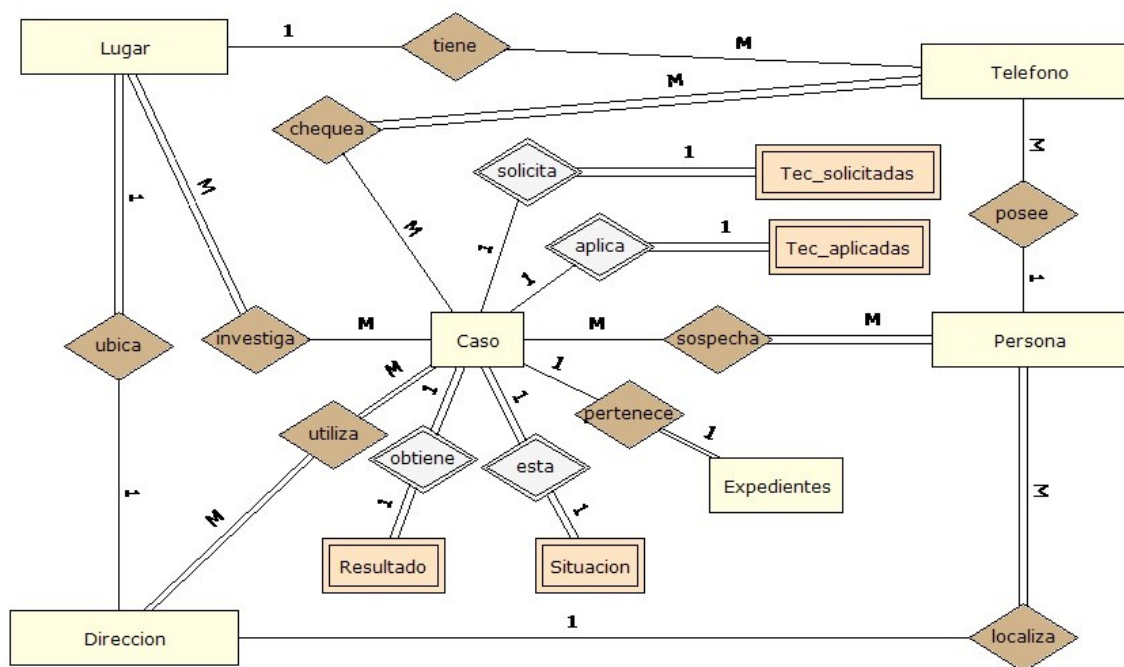 Lugar
1
tiene
M
Telefono
M
chequea
solicita
1
Tec_solicitadas
M
M
1
posee
M
1
aplica
1
Tec_aplicadas
1
1
ubica
investiga
M
Caso
M
sospecha
M
Persona
M
1
1
1
pertenece
utiliza
1
obtiene
esta
Expedientes
M
1
M
1
1
Resultado
Situacion
Direccion
1
localiza